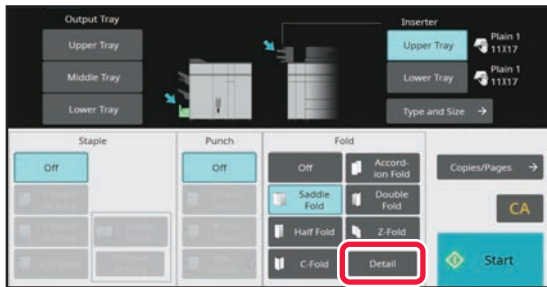 Output Tray
Upper Tray
Middle Tray
Lower Tray
Inserter
Upper Tray
Plain 1
11X17
Lower Tray
Plain 1
11X17
Type and Size
Staple
Off
Punch
Off
Fold
Off
Accord-
ion Fold
Saddle
Fold
Double
Fold
Half Fold
Z-Fold
C-Fold
Detail
Copies/Pages
CA
Start